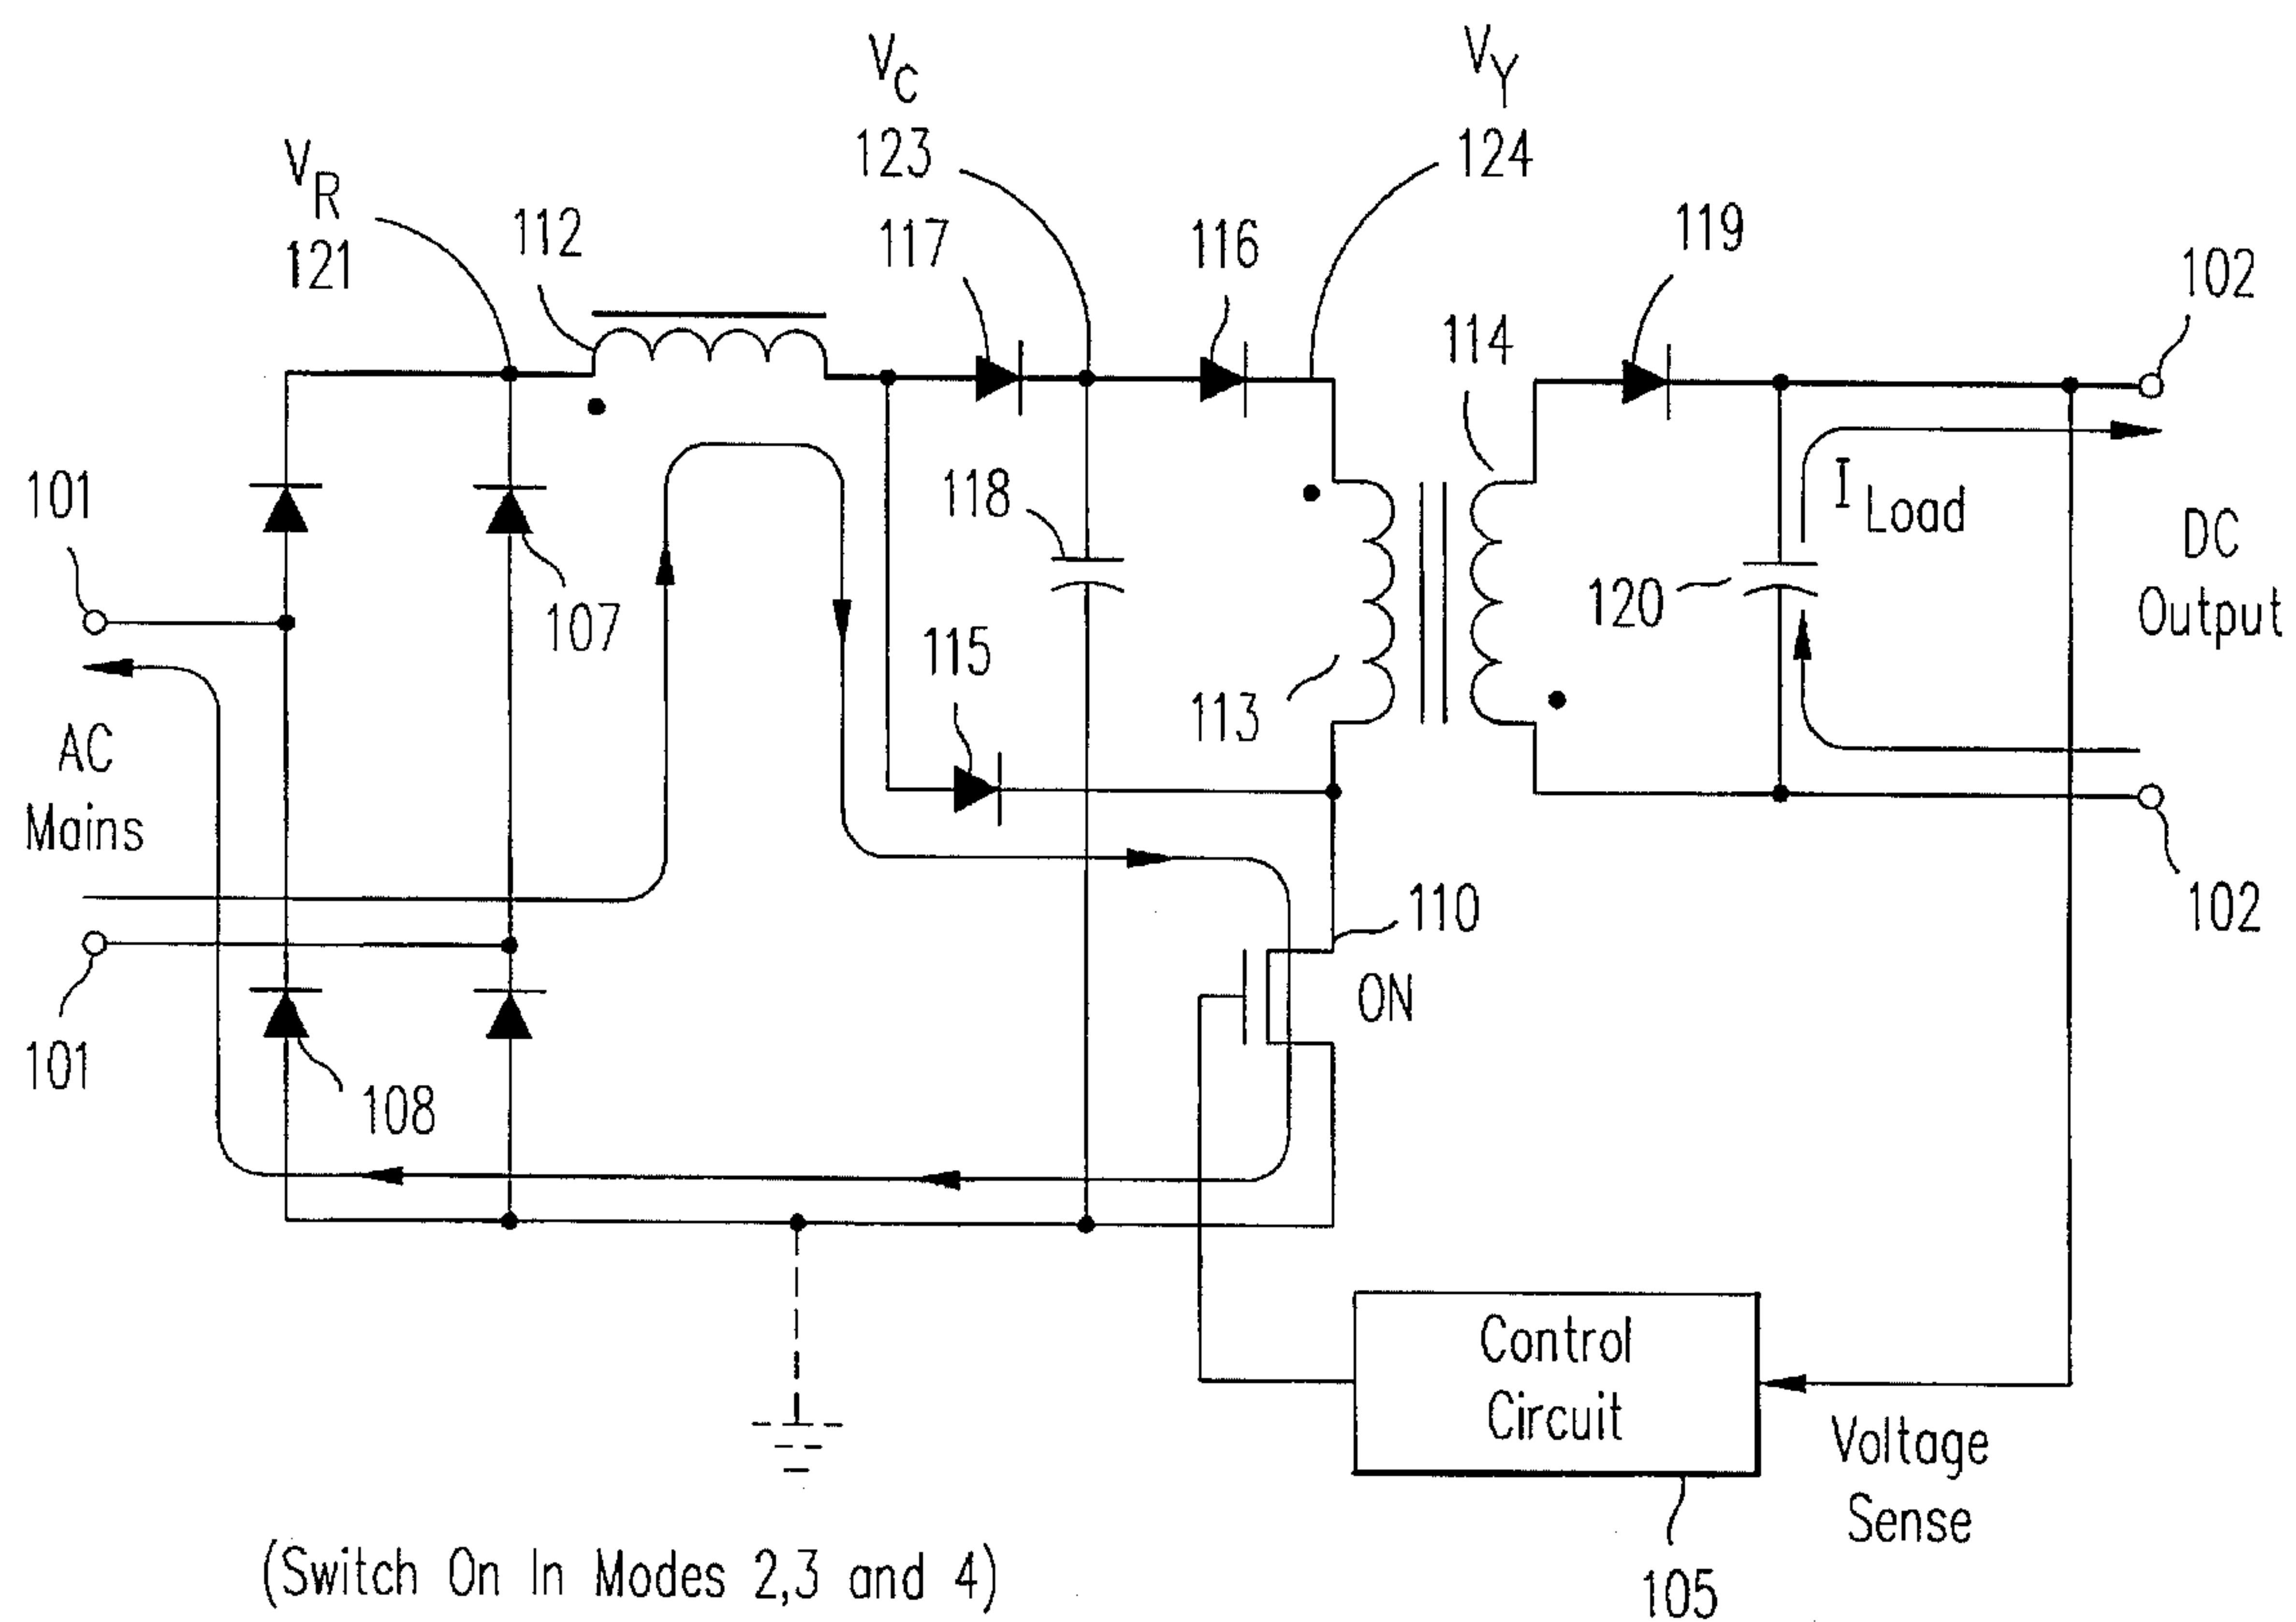 V_C
123
V_Y
124
V_R
121
112
117
116
119
102
114
101
118
I_Load
DC
Output
107
120
115
113
AC
Mains
110
ON
102
101
108
Control
Circuit
Voltage
Sense
105
(Switch On In Modes 2,3 and 4)